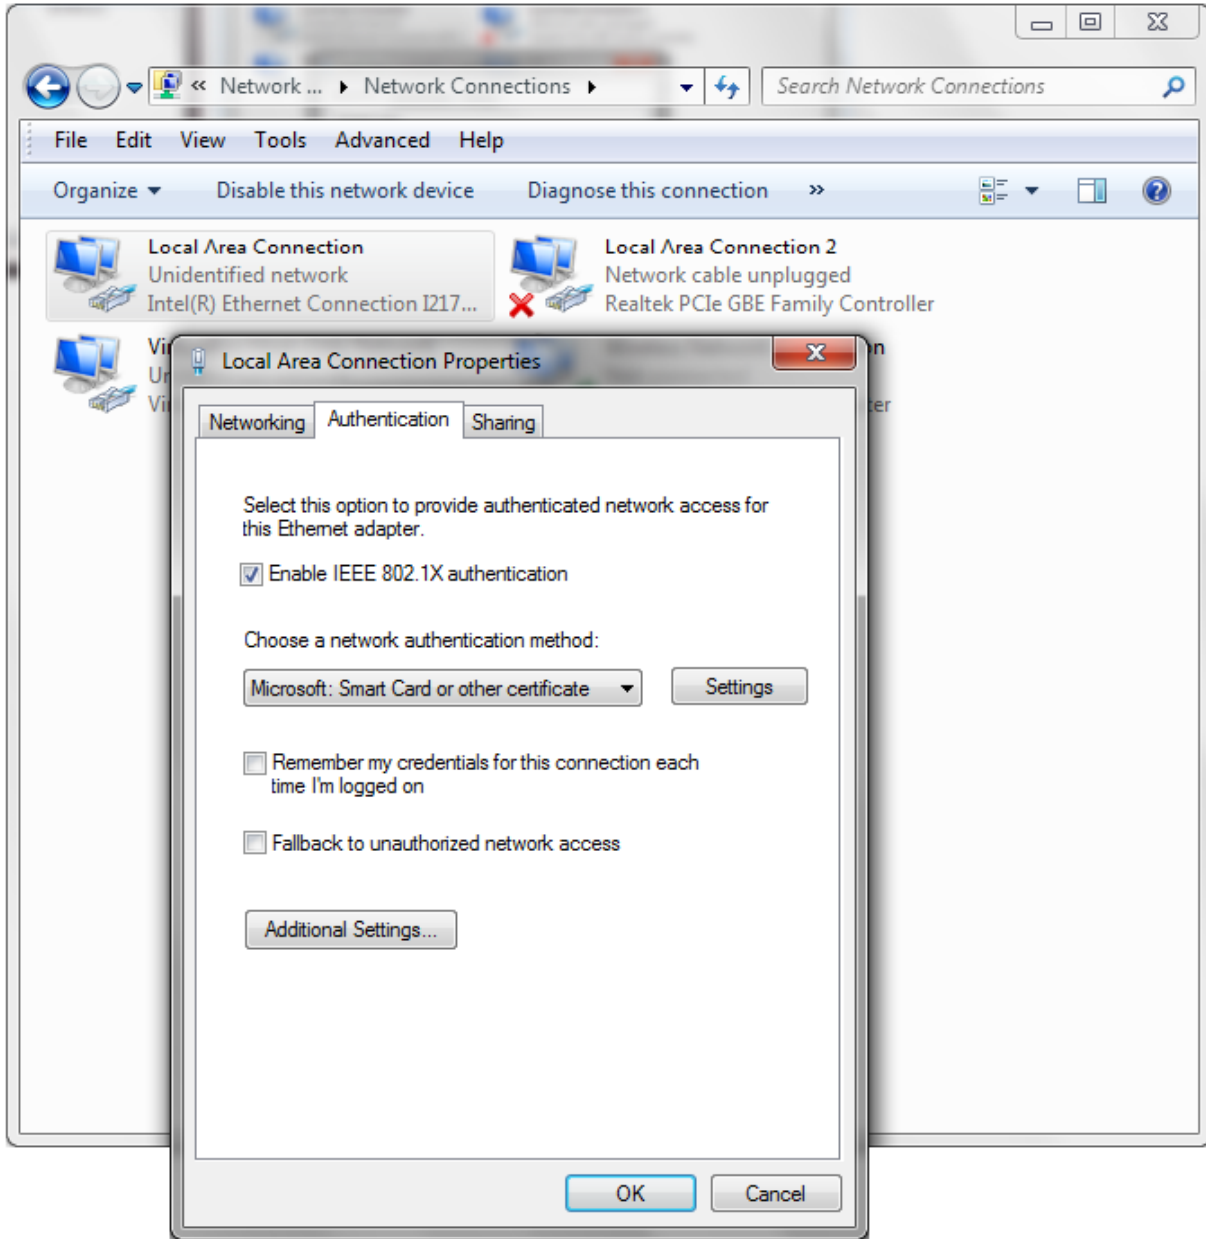 « Network ... ▸ Network Connections ▸
Search Network Connections
File Edit View Tools Advanced Help
Organize Disable this network device Diagnose this connection »
Local Area Connection
Unidentified network
Intel(R) Ethernet Connection I217...
Local Area Connection 2
Network cable unplugged
Realtek PCIe GBE Family Controller
Local Area Connection Properties
Networking Authentication Sharing
Select this option to provide authenticated network access for
this Ethernet adapter.
Enable IEEE 802.1X authentication
Choose a network authentication method:
Microsoft: Smart Card or other certificate
Settings
Remember my credentials for this connection each
time I'm logged on
Fallback to unauthorized network access
Additional Settings...
OK Cancel